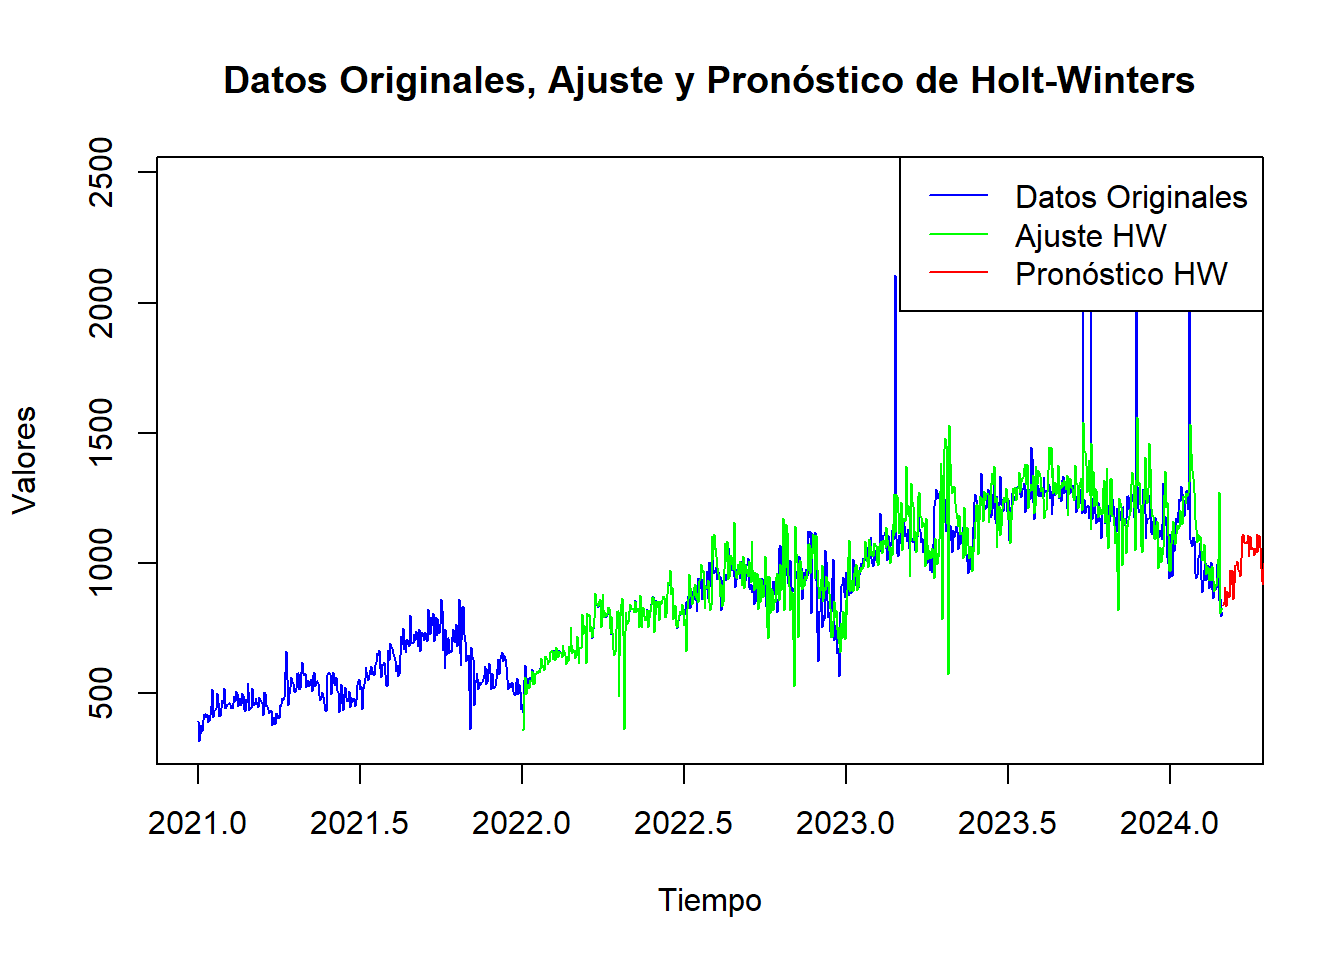 Datos Originales, Ajuste y Pronóstico de Holt-Winters
2500
2000
1500
1000
500
Valores
Datos Originales
Ajuste HW
Pronóstico HW
2021.0 2021.5 2022.0 2022.5 2023.0 2023.5 2024.0
Tiempo